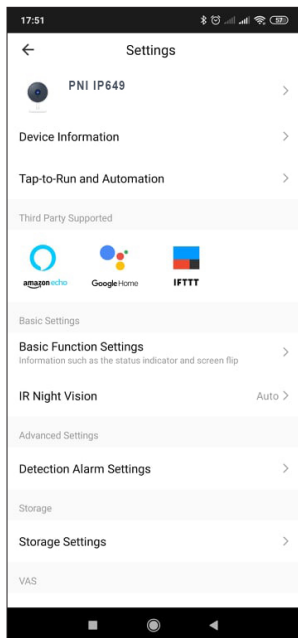 17:51
57
Settings
PNI IP649
Device Information
Tap-to-Run and Automation
Third Party Supported
amazon echo
Google Home
IFTTT
Basic Settings
Basic Function Settings
Information such as the status indicator and screen flip
IR Night Vision
Auto
Advanced Settings
Detection Alarm Settings
Storage
Storage Settings
VAS